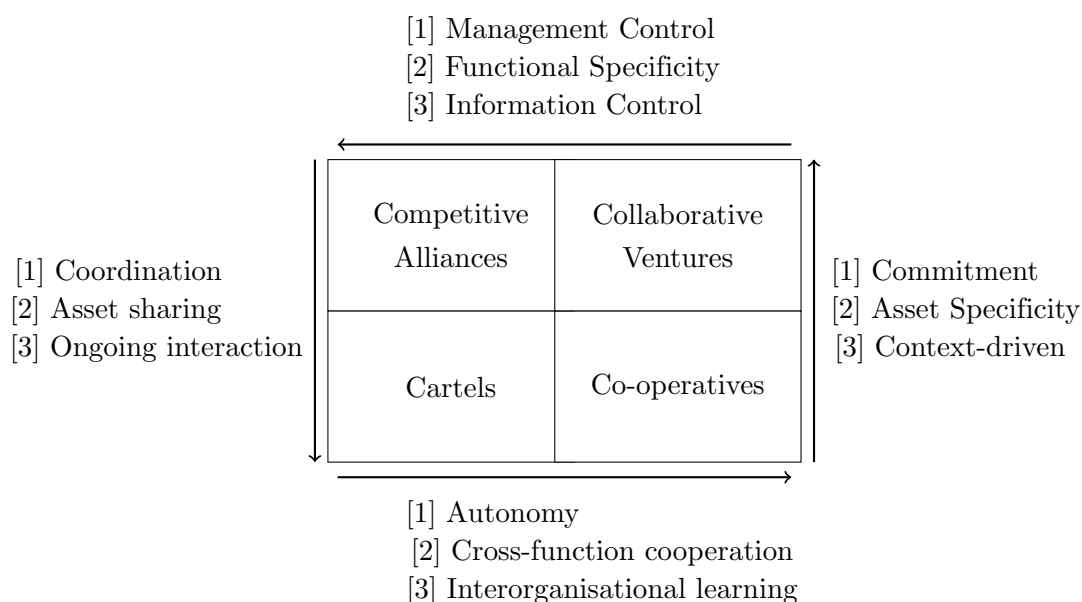 [1] Management Control
[2] Functional Specificity
[3] Information Control
Competitive
Alliances
Collaborative
Ventures
[1] Coordination
[2] Asset sharing
[3] Ongoing interaction
[1] Commitment
[2] Asset Specificity
[3] Context-driven
Cartels
Co-operatives
[1] Autonomy
[2] Cross-function cooperation
[3] Interorganisational learning